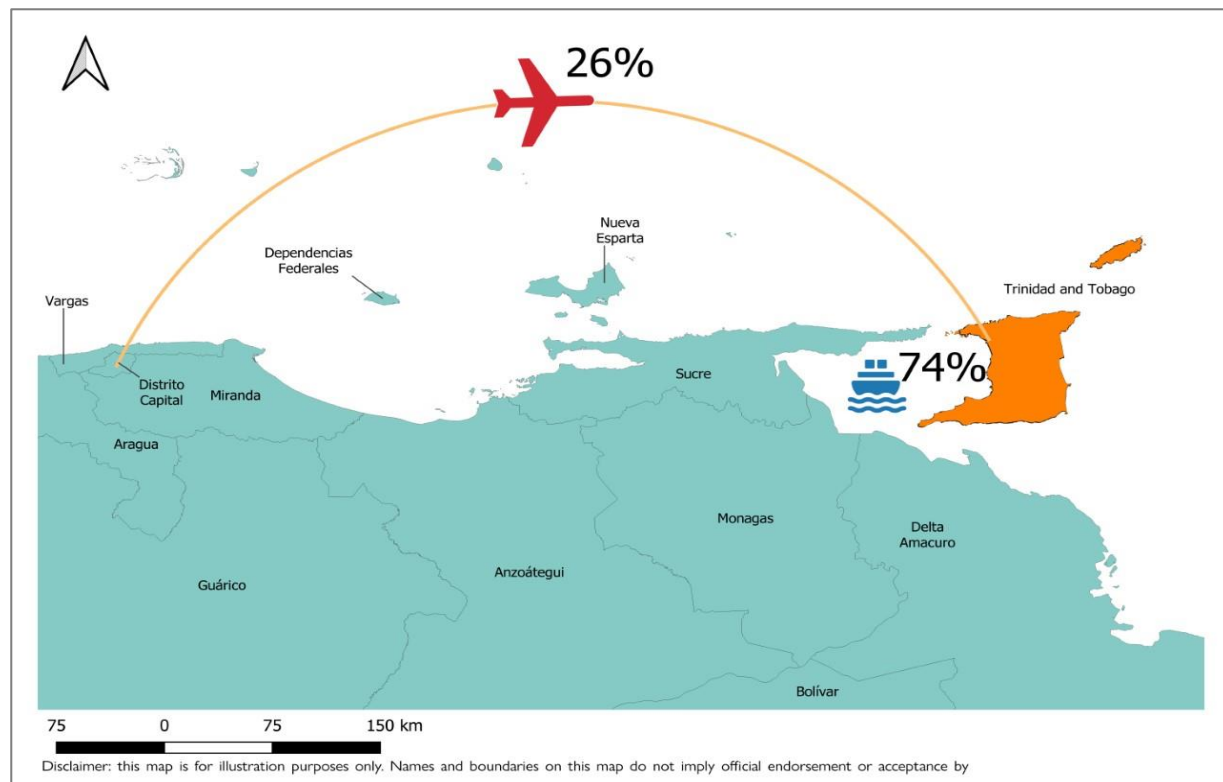 26%
Nueva
Esparta
Dependencias
Federales
Trinidad and Tobago
Vargas
74%
Sucre
Distrito
Capital
Miranda
Aragua
Monagas
Delta
Amacuro
Anzoátegui
Guárico
Bolívar
75 0 75 150 km
Disclaimer: this map is for illustration purposes only. Names and boundaries on this map do not imply official endorsement or acceptance by